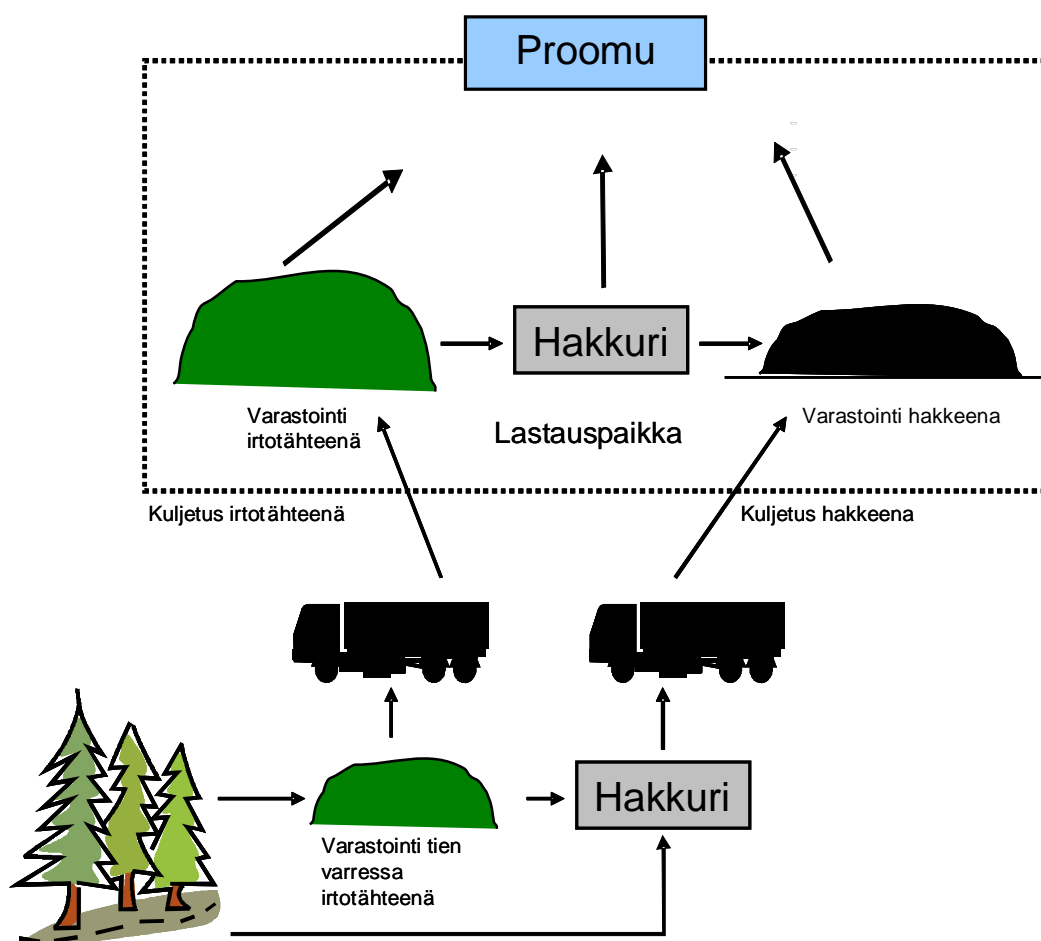 Proomu
Hakkuri
Varastointi
irtotähteenä
Lastauspaikka
Varastointi hakkeena
Kuljetus irtotähteenä
Kuljetus hakkeena
Hakkuri
Varastointi tien
varressa
irtotähteenä